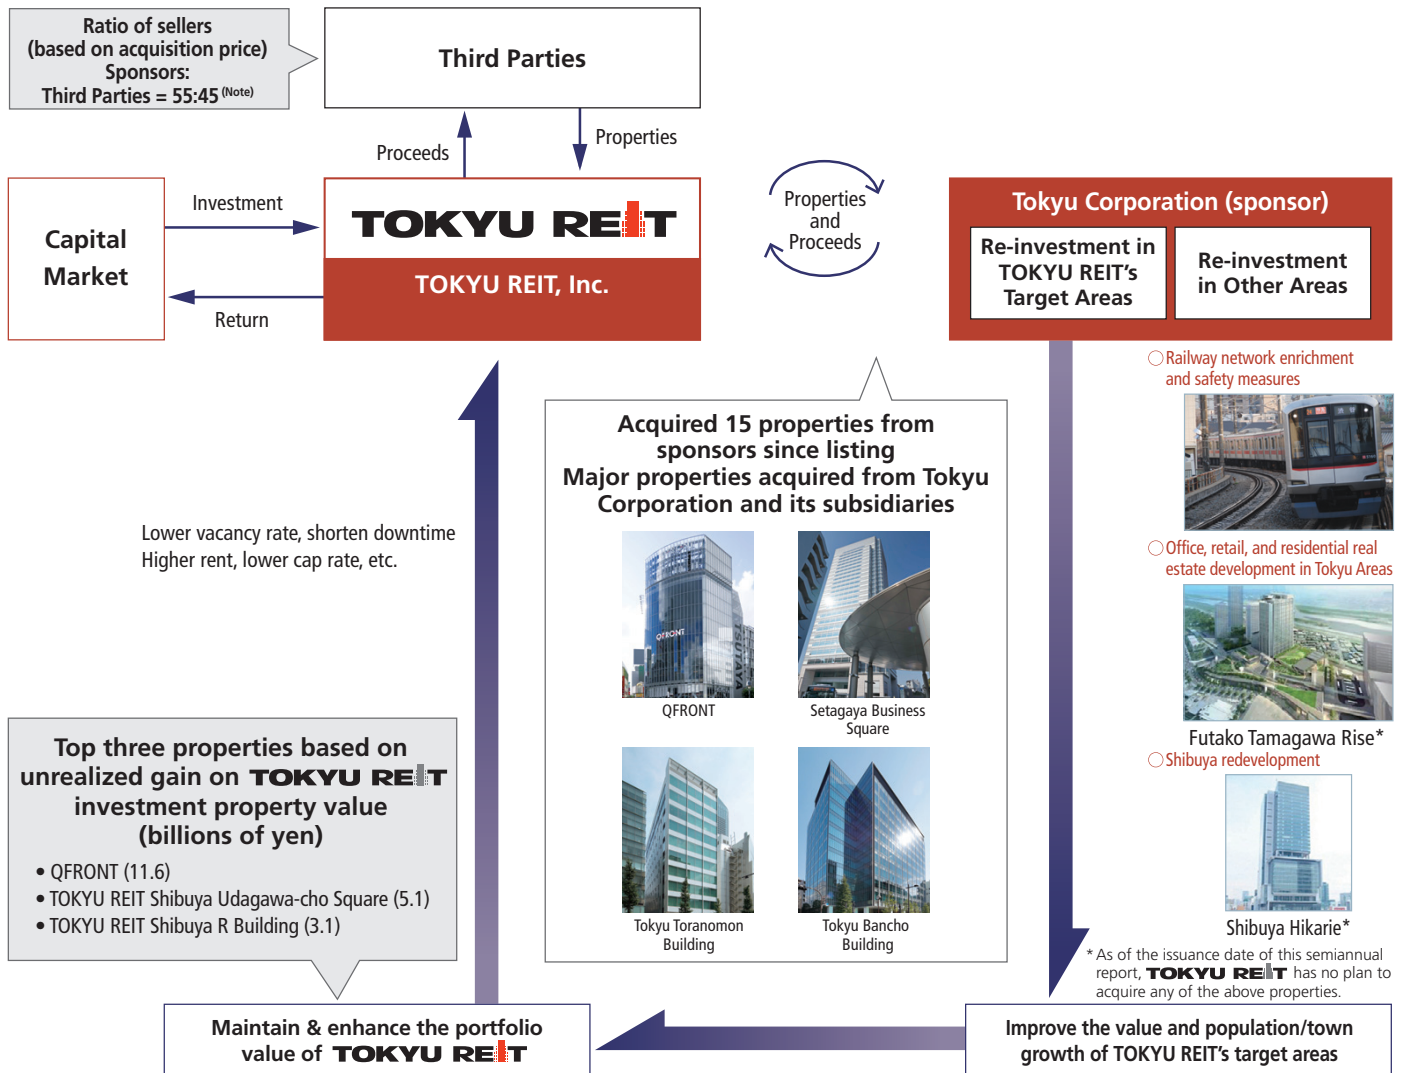 Ratio of sellers
(based on acquisition price)
Sponsors:
Third Parties = 55:45 (Note)
Third Parties
Proceeds
Properties
Capital
Market
Investment
Return
TOKYU REIT
TOKYU REIT, Inc.
Properties
and
Proceeds
Tokyu Corporation (sponsor)
Re-investment in
TOKYU REIT's
Target Areas
Re-investment
in Other Areas
○Railway network enrichment
and safety measures
○Office, retail, and residential real
estate development in Tokyu Areas
Futako Tamagawa Rise*
○Shibuya redevelopment
Shibuya Hikarie*
* As of the issuance date of this semiannual
report, TOKYU REIT has no plan to
acquire any of the above properties.
Acquired 15 properties from
sponsors since listing
Major properties acquired from Tokyu
Corporation and its subsidiaries
QFRONT
TSUTAYA
QFRONT
Setagaya Business
Square
Tokyu Toranomon
Building
Tokyu Bancho
Building
Lower vacancy rate, shorten downtime
Higher rent, lower cap rate, etc.
Top three properties based on
unrealized gain on TOKYU REIT
investment property value
(billions of yen)
• QFRONT (11.6)
• TOKYU REIT Shibuya Udagawa-cho Square (5.1)
• TOKYU REIT Shibuya R Building (3.1)
Maintain & enhance the portfolio
value of TOKYU REIT
Improve the value and population/town
growth of TOKYU REIT's target areas